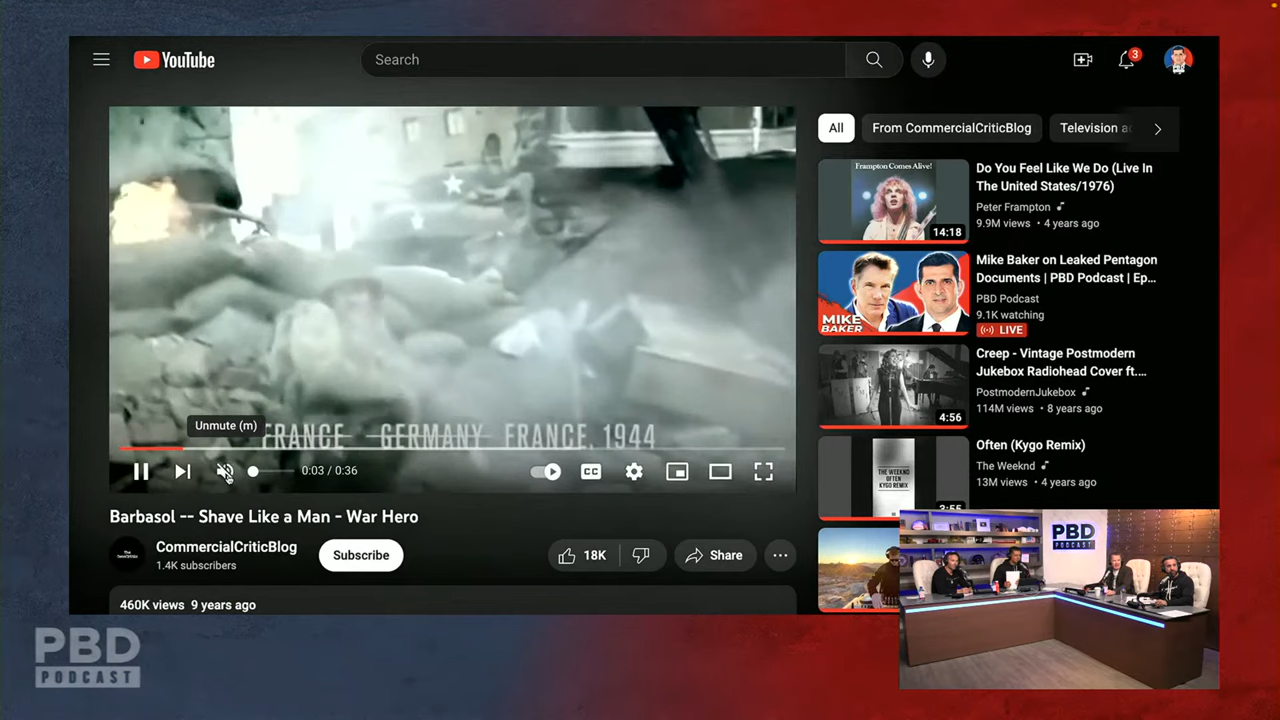 YouTube
Search
3
All
From CommercialCriticBlog
Television a
Frampton Comes Alive!
14:18
Do You Feel Like We Do (Live In
The United States/1976)
Peter Frampton
9.9M views • 4 years ago
MIKE
BAKER
Mike Baker on Leaked Pentagon
Documents | PBD Podcast | Ep...
PBD Podcast
9.1K watching
LIVE
4:56
Creep - Vintage Postmodern
Jukebox Radiohead Cover ft....
PostmodernJukebox
114M views • 8 years ago
THE WEEKND
OFTEN
KYGO REMIX
3:55
Often (Kygo Remix)
The Weeknd
13M views • 4 years ago
Unmute (m)
FRANCE GERMANY FRANCE, 1944
0:03 / 0:36
CC
Barbasol -- Shave Like a Man - War Hero
CommercialCriticBlog
1.4K subscribers
Subscribe
18K
Share
460K views 9 years ago
PBD
PODCAST
PBD
PODCAST